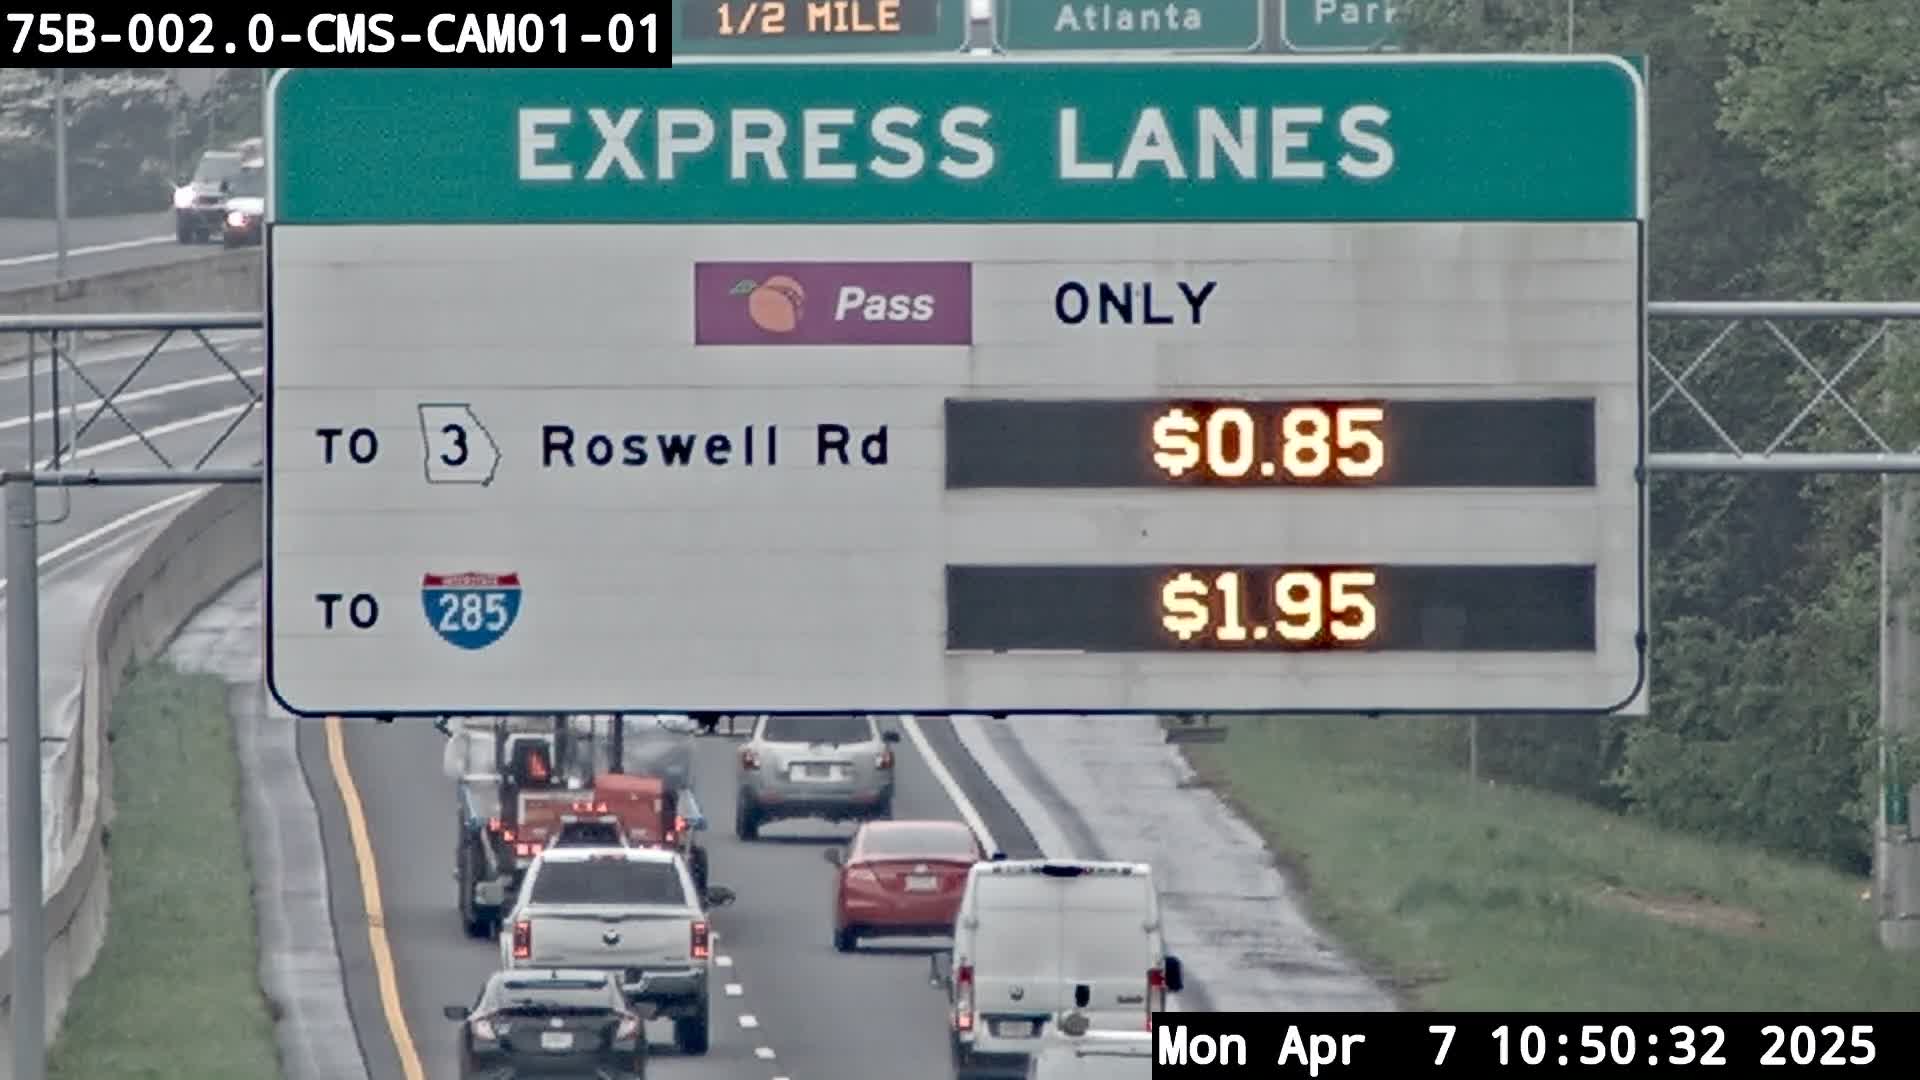 75B-002.0-CMS-CAM01-01
1/2 MILE
Atlanta
EXPRESS LANES
Pass ONLY
TO 3 Roswell Rd $0.85
TO INTERSTATE 285 $1.95
Mon Apr 7 10:50:32 2025